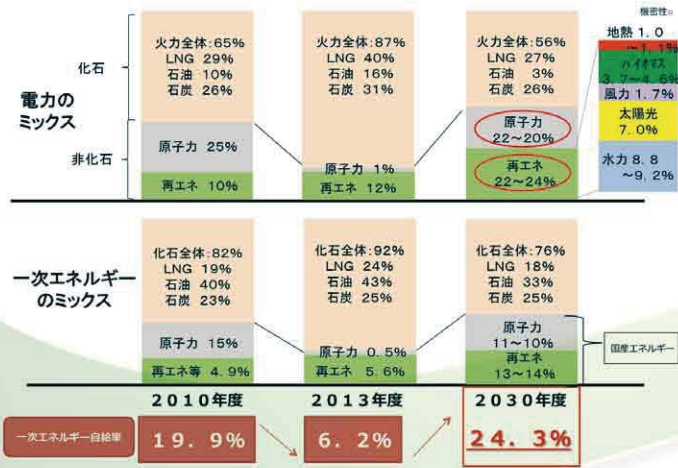 機密性○
化石
電力の
ミックス
非化石
火力全体:65%
LNG 29%
石油 10%
石炭 26%
原子力 25%
再エネ 10%
火力全体:87%
LNG 40%
石油 16%
石炭 31%
原子力 1%
再エネ 12%
火力全体:56%
LNG 27%
石油 3%
石炭 26%
原子力
22~20%
再エネ
22~24%
地熱 1.0
~1.1%
バイオマス
3.7~4.6%
風力 1.7%
太陽光
7.0%
水力 8.8
~9.2%
一次エネルギー
のミックス
化石全体:82%
LNG 19%
石油 40%
石炭 23%
原子力 15%
再エネ等 4.9%
化石全体:92%
LNG 24%
石油 43%
石炭 25%
原子力 0.5%
再エネ 5.6%
化石全体:76%
LNG 18%
石油 33%
石炭 25%
原子力
11~10%
再エネ
13~14%
国産エネルギー
2010年度
2013年度
2030年度
一次エネルギー自給率
19.9%
6.2%
24.3%